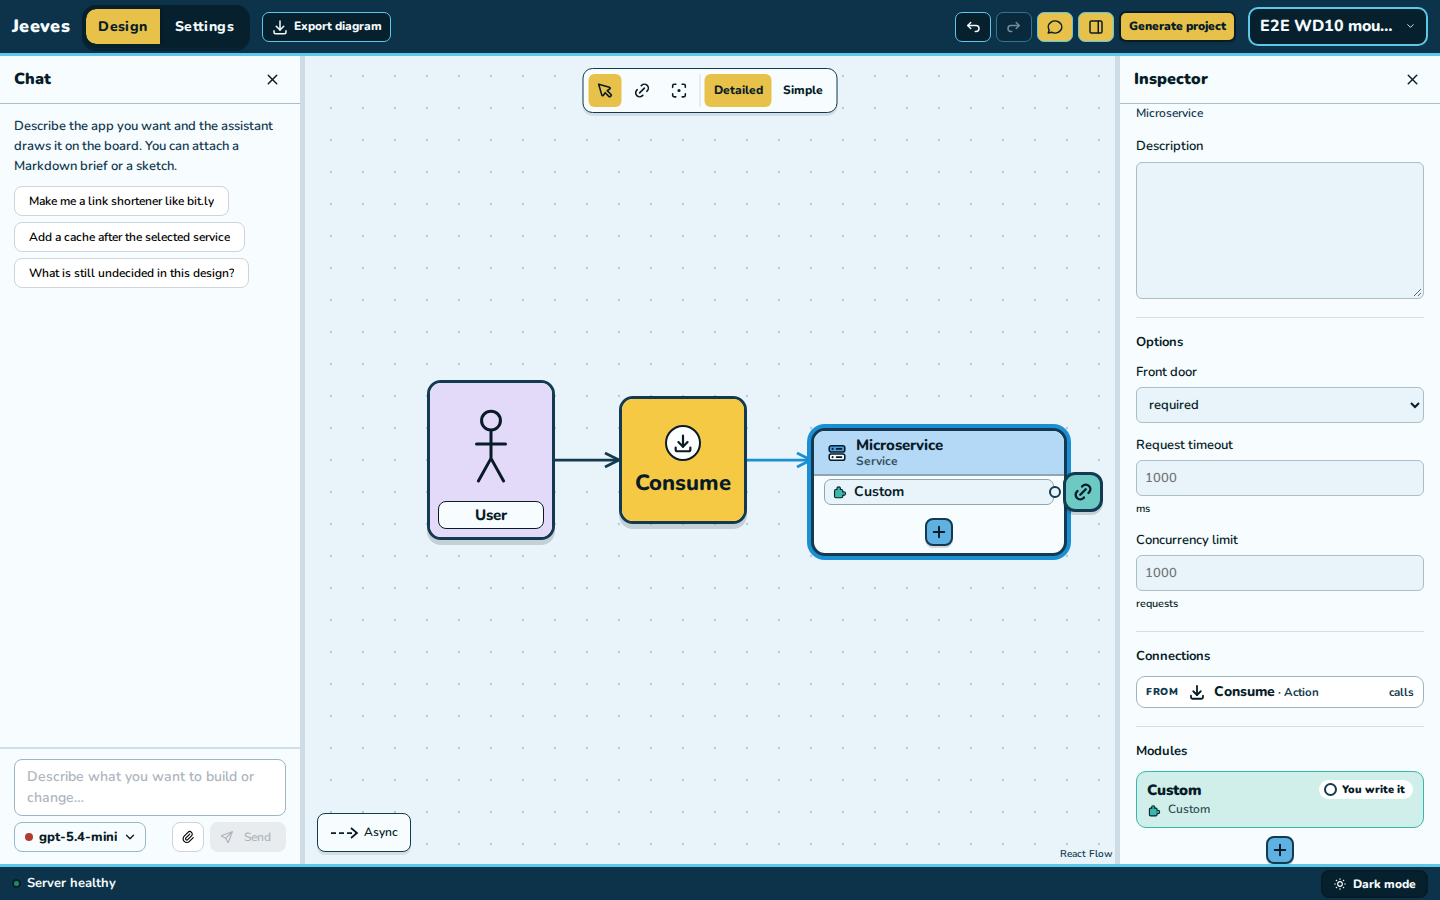 Jeeves
Design
Settings
Export diagram
Generate project
E2E WD10 mou...
Chat
Describe the app you want and the assistant
draws it on the board. You can attach a
Markdown brief or a sketch.
Make me a link shortener like bit.ly
Add a cache after the selected service
What is still undecided in this design?
Describe what you want to build or
change...
gpt-5.4-mini
Send
Detailed
Simple
User
Consume
Microservice
Service
Custom
Async
React Flow
Inspector
Microservice
Description
Options
Front door
required
Request timeout
1000
ms
Concurrency limit
1000
requests
Connections
FROM Consume · Action calls
Modules
Custom
You write it
Custom
Server healthy
Dark mode